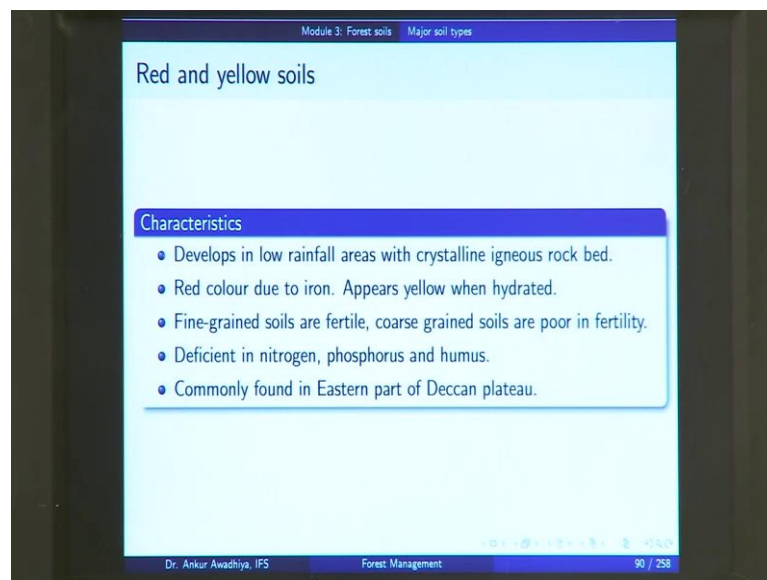 Module 3: Forest soils Major soil types
Red and yellow soils
Characteristics
Develops in low rainfall areas with crystalline igneous rock bed.
Red colour due to iron. Appears yellow when hydrated.
Fine-grained soils are fertile, coarse grained soils are poor in fertility.
Deficient in nitrogen, phosphorus and humus.
Commonly found in Eastern part of Deccan plateau.
Dr. Ankur Awadhiya, IFS Forest Management 90 / 258